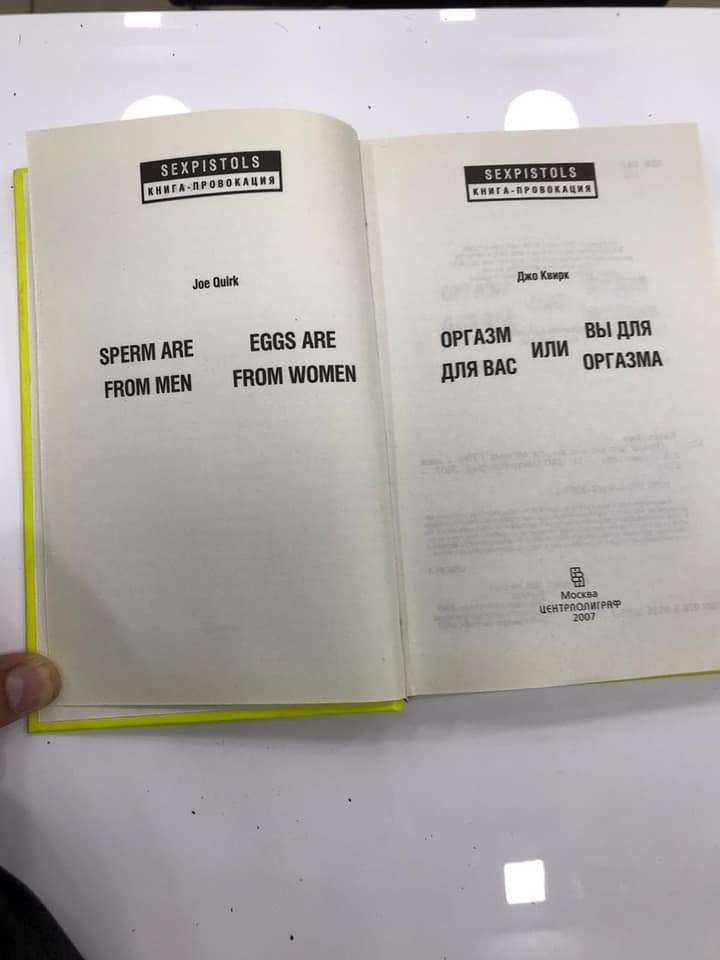 SEXPISTOLS
КНИГА-ПРОВОКАЦИЯ
Joe Quirk
SPERM ARE
FROM MEN
EGGS ARE
FROM WOMEN
SEXPISTOLS
КНИГА-ПРОВОКАЦИЯ
Джо Квирк
ОРГАЗМ
ДЛЯ ВАС
ИЛИ
ВЫ ДЛЯ
ОРГАЗМА
Москва
ЦЕНТРПОЛИГРАФ
2007